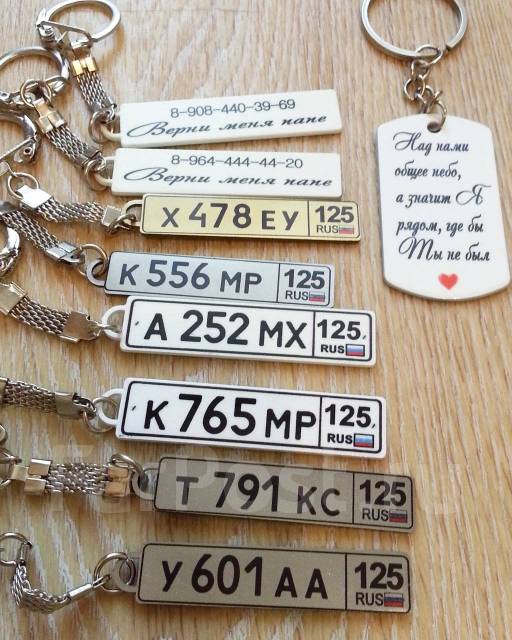 8-908-440-39-69
Верни меня папе
8-964-444-44-20
Верни меня папе
Х 478 ЕУ 125
RUS
К 556 МР 125
RUS
А 252 МХ 125
RUS
К 765 МР 125
RUS
Т 791 КС 125
RUS
У 601 АА 125
RUS
Над нами
общее небо,
а значит Я
рядом, где бы
Ты не был